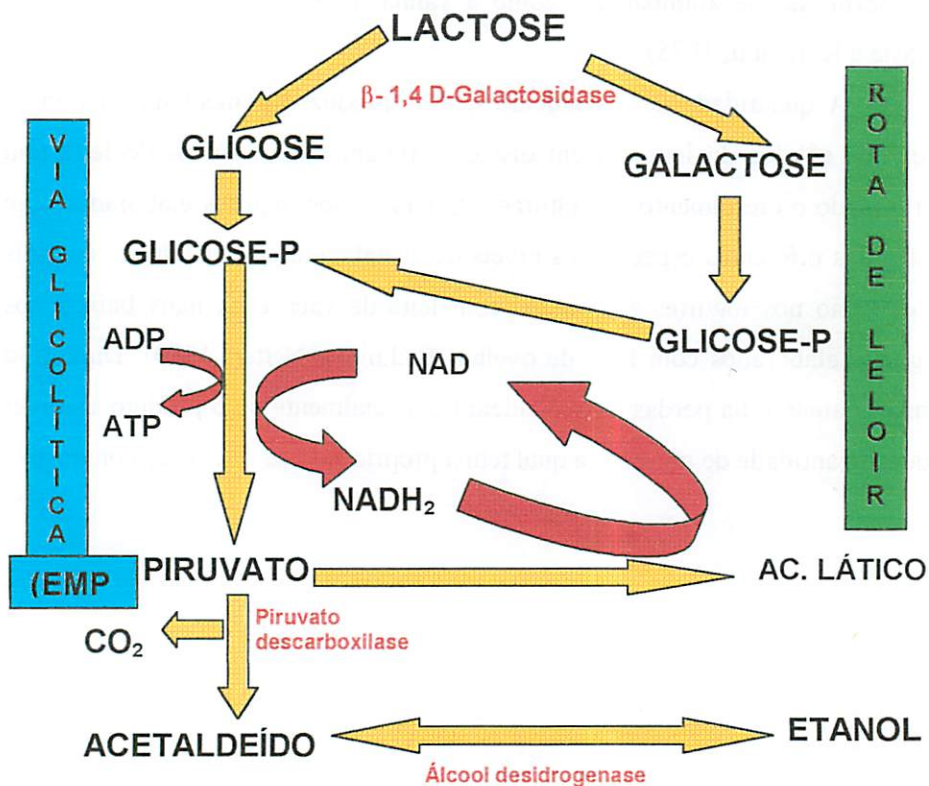 LACTOSE
β- 1,4 D-Galactosidase
GLICOSE
GALACTOSE
GLICOSE-P
GLICOSE-P
ADP
ATP
NAD
NADH₂
PIRUVATO
AC. LÁTICO
Piruvato
descarboxilase
CO₂
ACETALDEÍDO
ETANOL
Álcool desidrogenase
VIA GLICOLÍTICA
(EMP
ROTA DE LELOIR